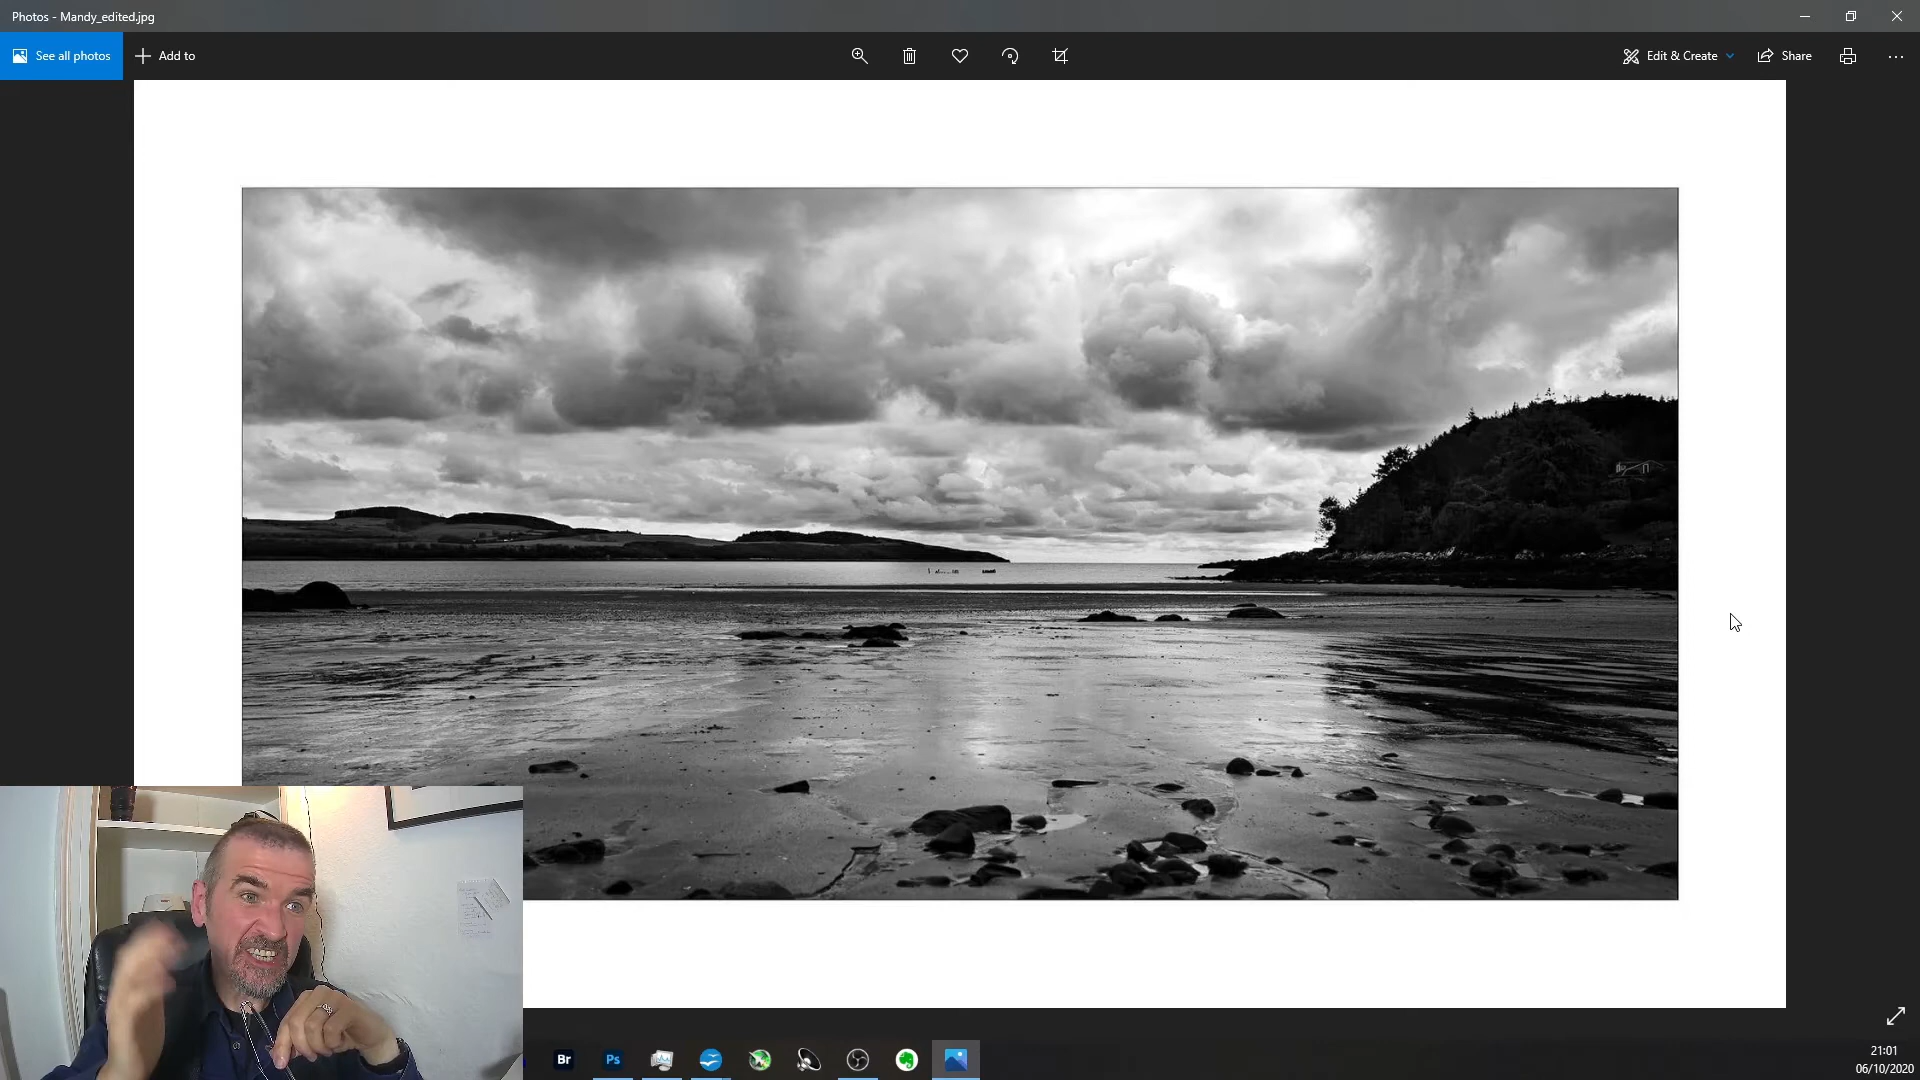 Photos - Mandy_edited.jpg
See all photos
Add to
Edit & Create
Share
Br
Ps
21:01
06/10/2020